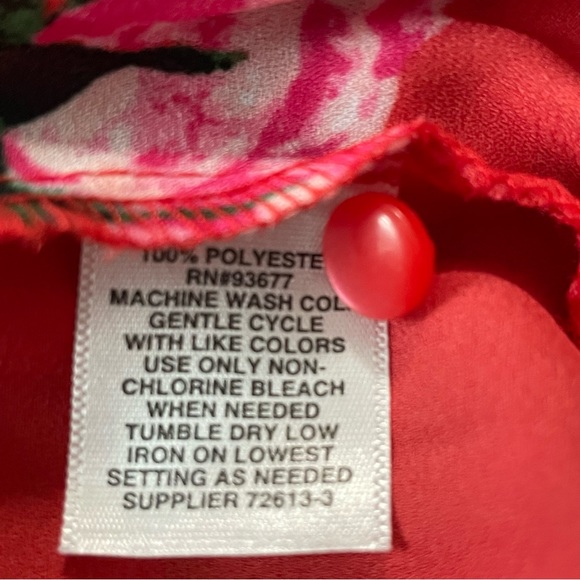 100% POLYESTE
RN#93677
MACHINE WASH COL
GENTLE CYCLE
WITH LIKE COLORS
USE ONLY NON-
CHLORINE BLEACH
WHEN NEEDED
TUMBLE DRY LOW
IRON ON LOWEST
SETTING AS NEEDED
SUPPLIER 72613-3